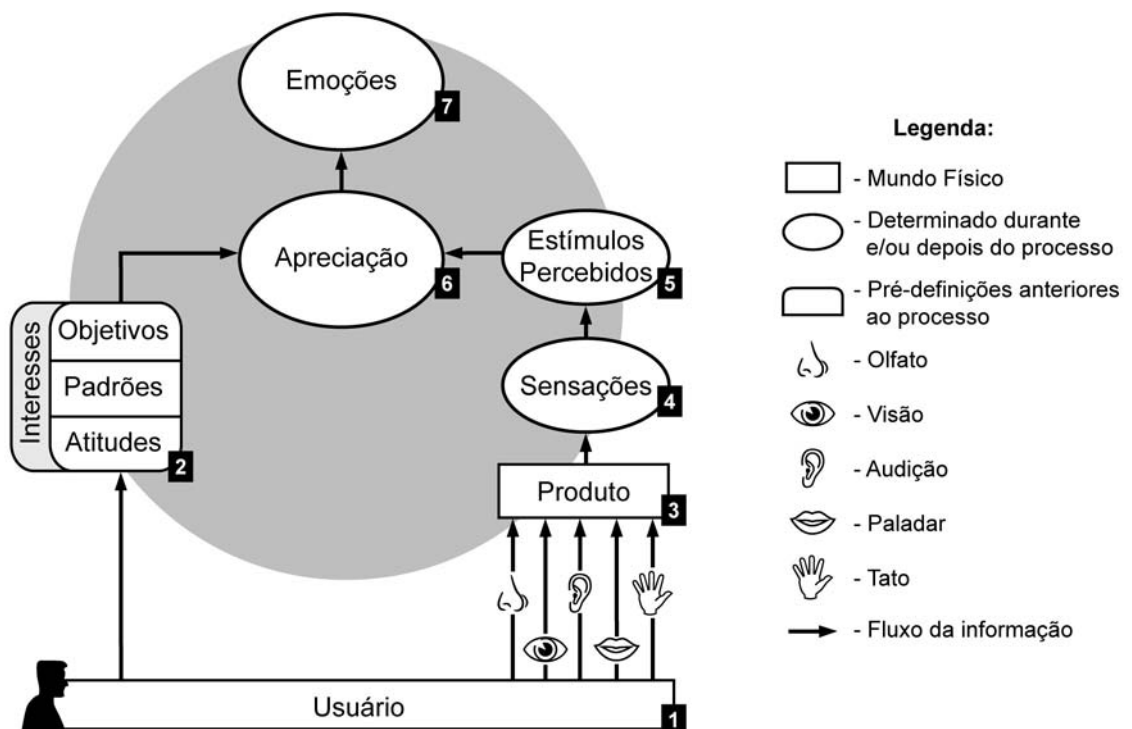 Emoções
7
Apreciação
6
Estímulos
Percebidos
5
Interesses
Objetivos
Padrões
Atitudes
2
Sensações
4
Produto
3
Usuário
1
Legenda:
- Mundo Físico
- Determinado durante
e/ou depois do processo
- Pré-definições anteriores
ao processo
- Olfato
- Visão
- Audição
- Paladar
- Tato
- Fluxo da informação